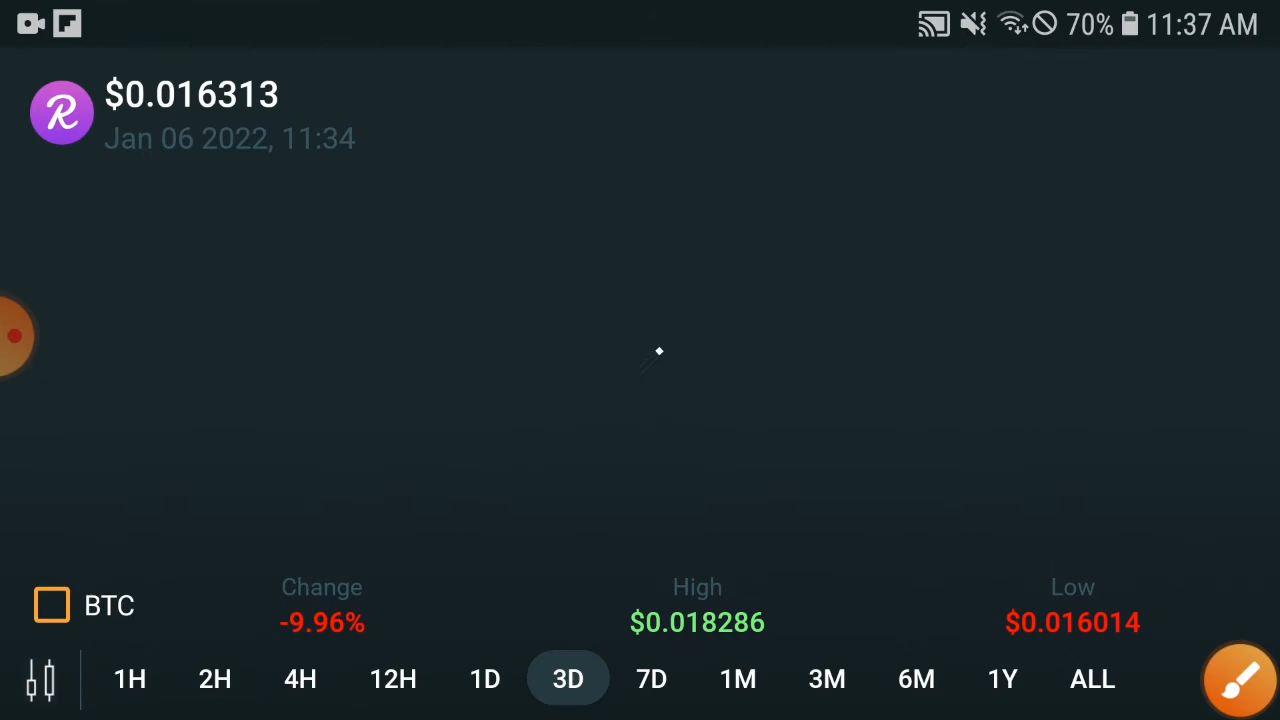 70% 11:37 AM
$0.016313
Jan 06 2022, 11:34
Change High Low
BTC -9.96% $0.018286 $0.016014
1H 2H 4H 12H 1D 3D 7D 1M 3M 6M 1Y ALL